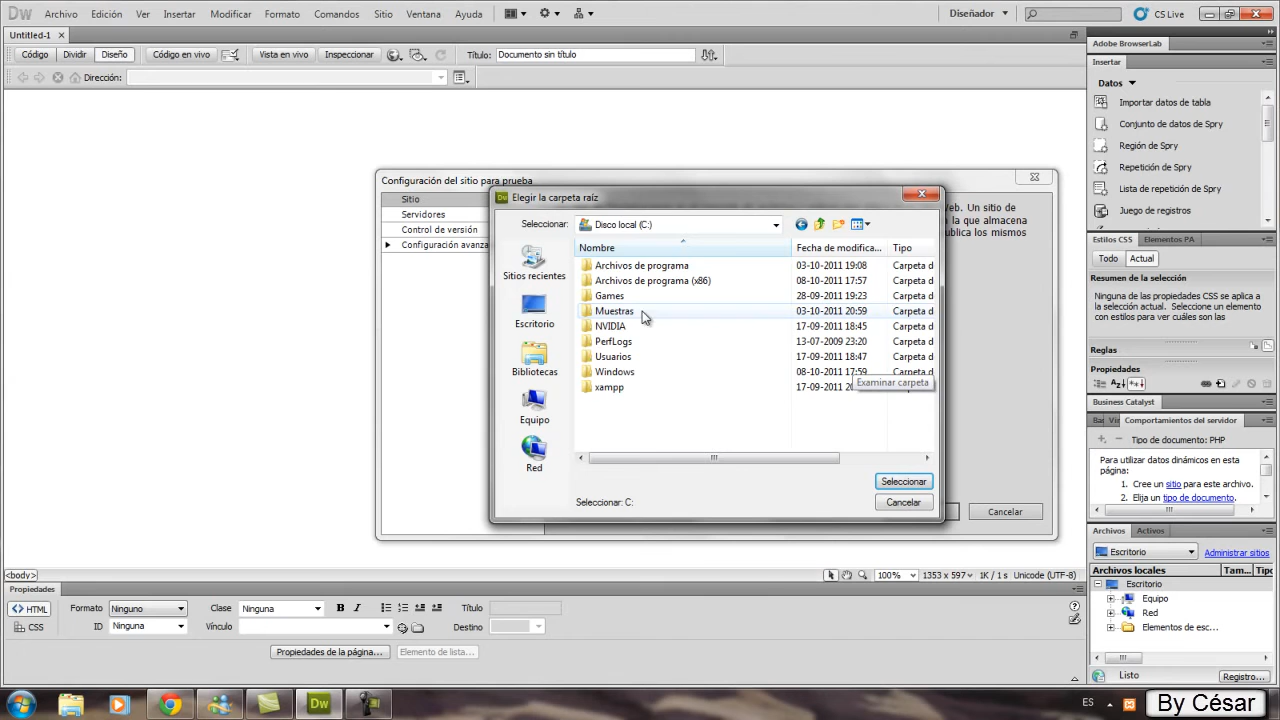 Dw Archivo Edición Ver Insertar Modificar Formato Comandos Sitio Ventana Ayuda Diseñador CS Live
Untitled-1
Código Dividir Diseño Código en vivo Vista en vivo Inspeccionar Título: Documento sin título
Dirección:
Adobe BrowserLab
Insertar
Datos
Importar datos de tabla
Conjunto de datos de Spry
Región de Spry
Repetición de Spry
Lista de repetición de Spry
Juego de registros
Configuración del sitio para prueba
Sitio
Servidores
Control de versión
Configuración avanza
Web. Un sitio de
la que almacena
publica los mismos
Cancelar
Dw Elegir la carpeta raíz
Seleccionar: Disco local (C:)
Nombre Fecha de modifica... Tipo
Archivos de programa 03-10-2011 19:08 Carpeta d
Archivos de programa (x86) 08-10-2011 17:57 Carpeta d
Games 28-09-2011 19:23 Carpeta d
Muestras 03-10-2011 20:59 Carpeta d
NVIDIA 17-09-2011 18:45 Carpeta d
PerfLogs 13-07-2009 23:20 Carpeta d
Usuarios 17-09-2011 18:47 Carpeta d
Windows 08-10-2011 17:59 Carpeta d
xampp 17-09-2011
Examinar carpeta
Sitios recientes
Escritorio
Bibliotecas
Equipo
Red
Seleccionar
Seleccionar: C:
Cancelar
Estilos CSS Elementos PA
Todo Actual
Resumen de la selección
Ninguna de las propiedades CSS se aplica a
la selección actual. Seleccione un
elemento con estilos para ver cuáles son las
Reglas
Propiedades
Business Catalyst
Comportamientos del servidor
Tipo de documento: PHP
Para utilizar datos dinámicos en esta
página:
1. Cree un sitio para este archivo.
2. Elija un tipo de documento.
Archivos Activos
Escritorio Administrar sitios
Archivos locales Tam... Tipo
Escritorio
Equipo
Red
Elementos de esc...
Listo Registro...
<body> 100% 1353 x 597 1K / 1 s Unicode (UTF-8)
Propiedades
HTML Formato Ninguno Clase Ninguna B I Título
CSS ID Ninguna Vínculo Destino
Propiedades de la página... Elemento de lista...
Dw ES By César